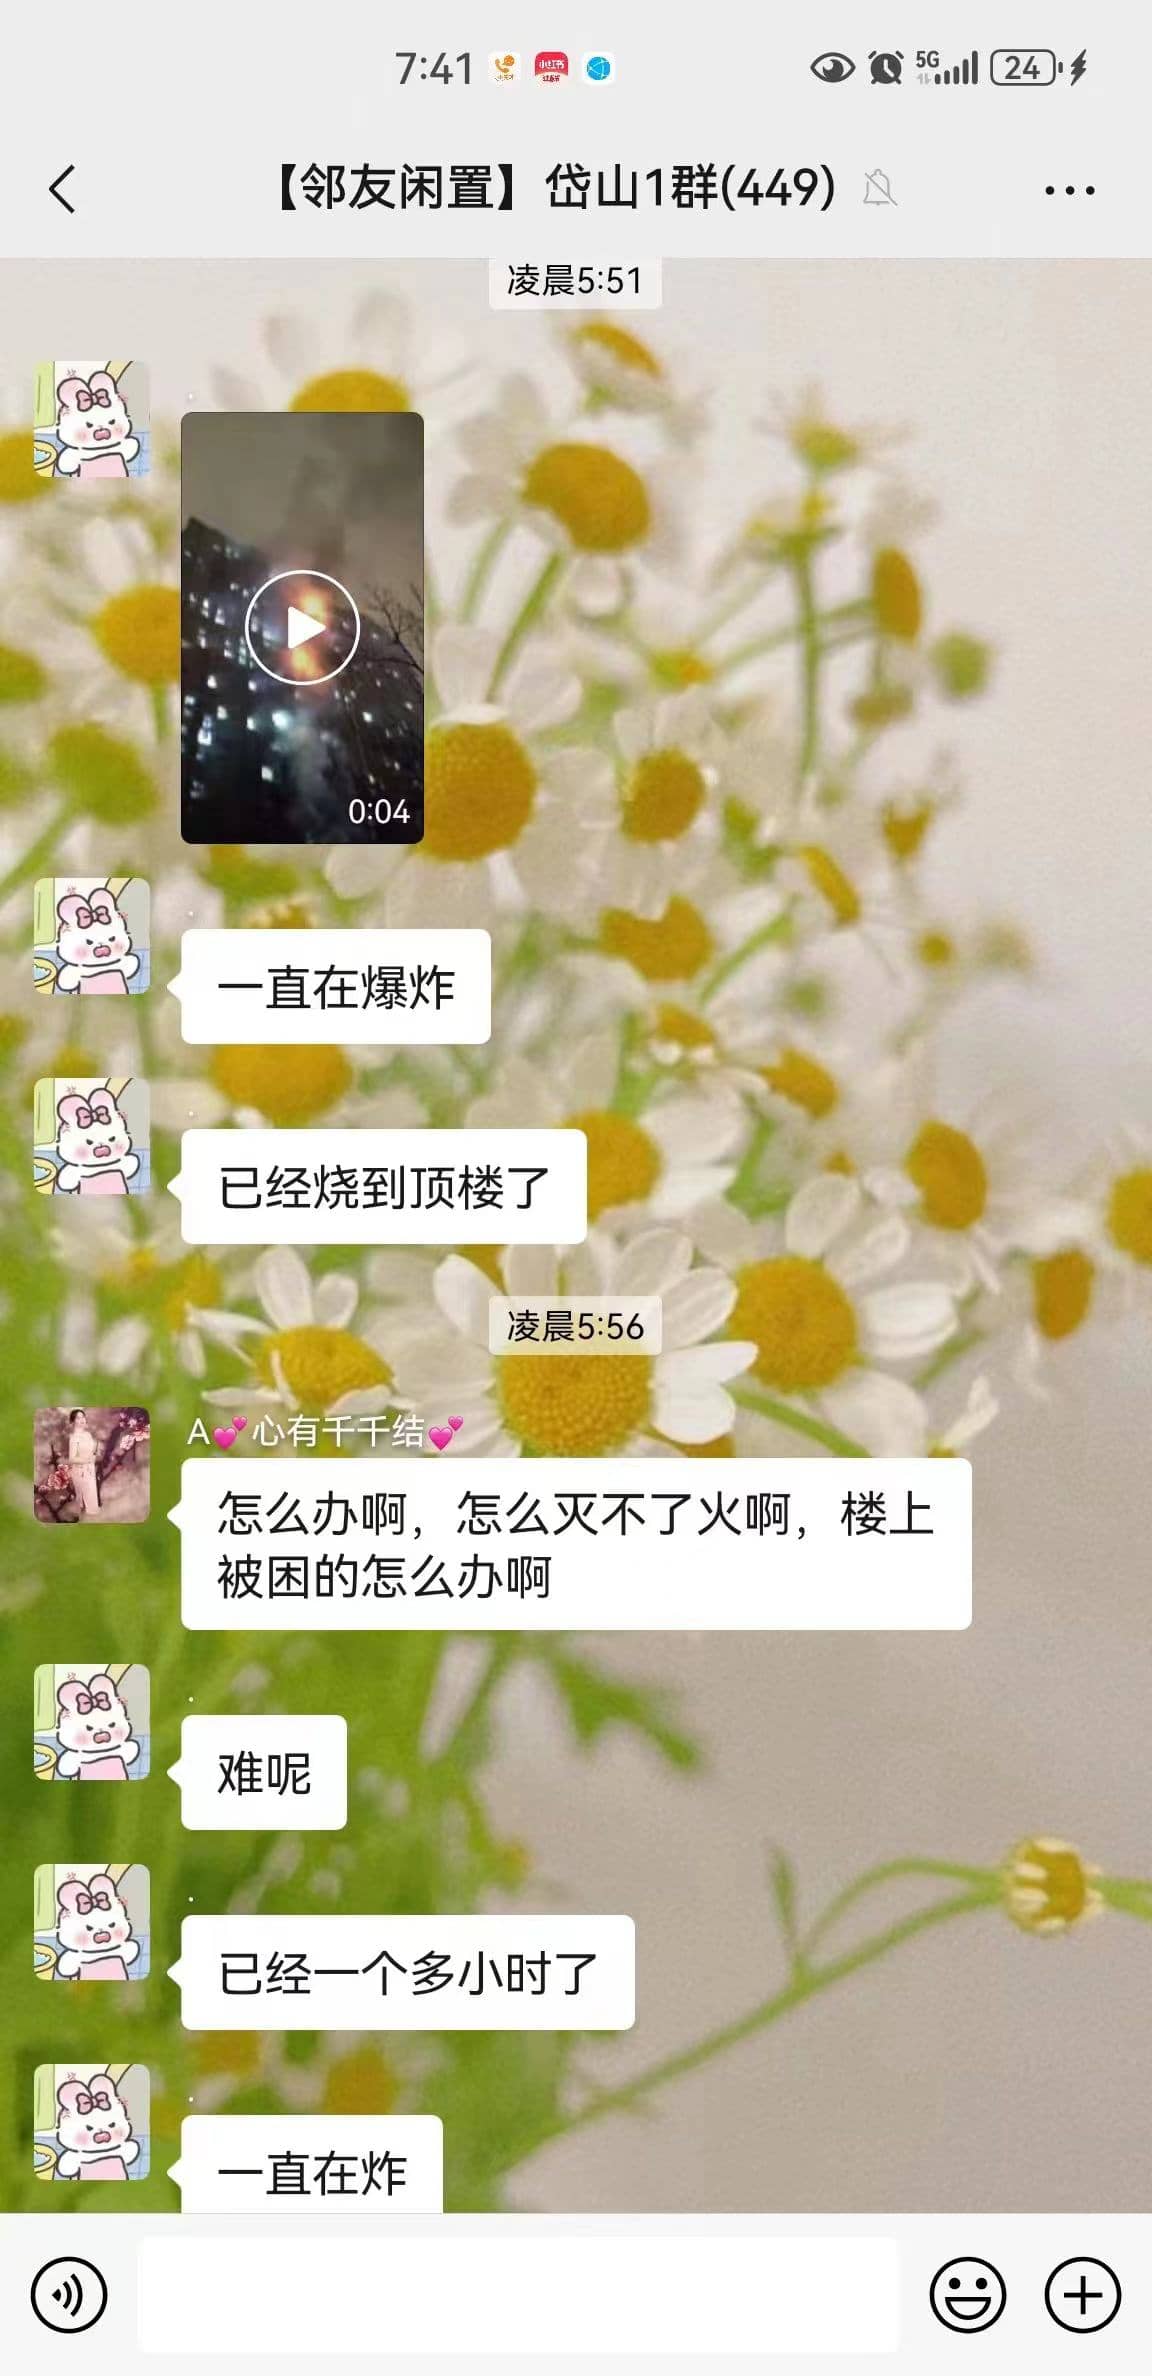 7:41
5G
24
【邻友闲置】岱山1群(449)
凌晨5:51
0:04
一直在爆炸
已经烧到顶楼了
凌晨5:56
A💕心有千千结💕
怎么办啊，怎么灭不了火啊，楼上
被困的怎么办啊
难呢
已经一个多小时了
一直在炸